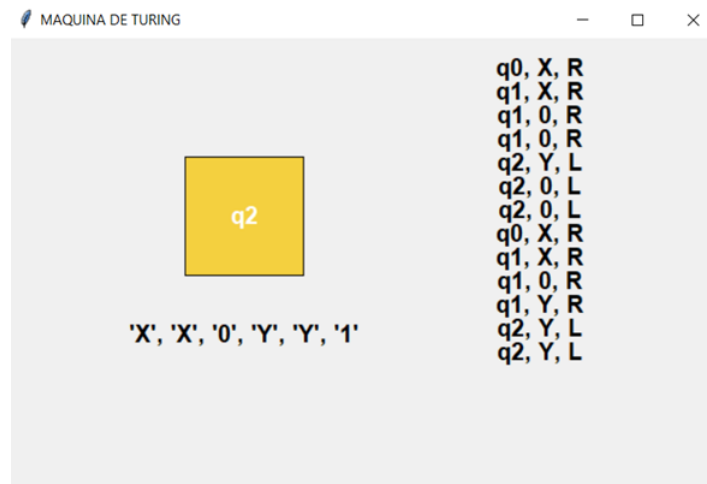 MAQUINA DE TURING
q0, X, R
q1, X, R
q1, 0, R
q1, 0, R
q2, Y, L
q2, 0, L
q2, 0, L
q0, X, R
q1, X, R
q1, 0, R
q1, Y, R
q2, Y, L
q2, Y, L
q2
'X', 'X', '0', 'Y', 'Y', '1'